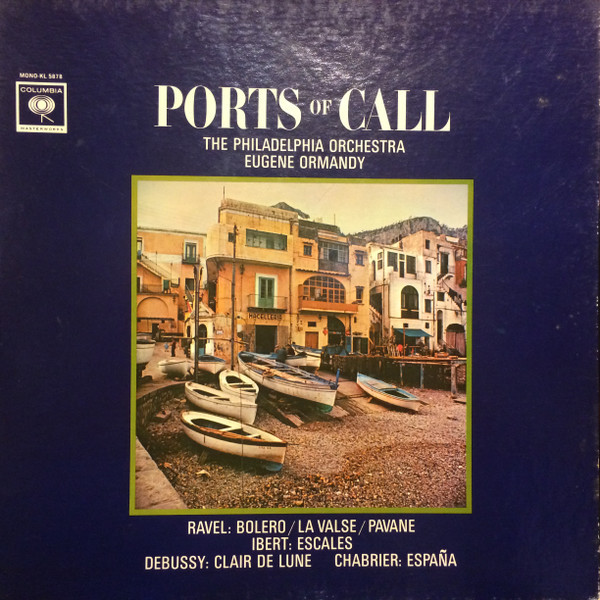 MONO-KL 5878
COLUMBIA
MASTERWORKS
PORTS OF CALL
THE PHILADELPHIA ORCHESTRA
EUGENE ORMANDY
MACELLERIA
RAVEL: BOLERO / LA VALSE / PAVANE
IBERT: ESCALES
DEBUSSY: CLAIR DE LUNE CHABRIER: ESPAÑA